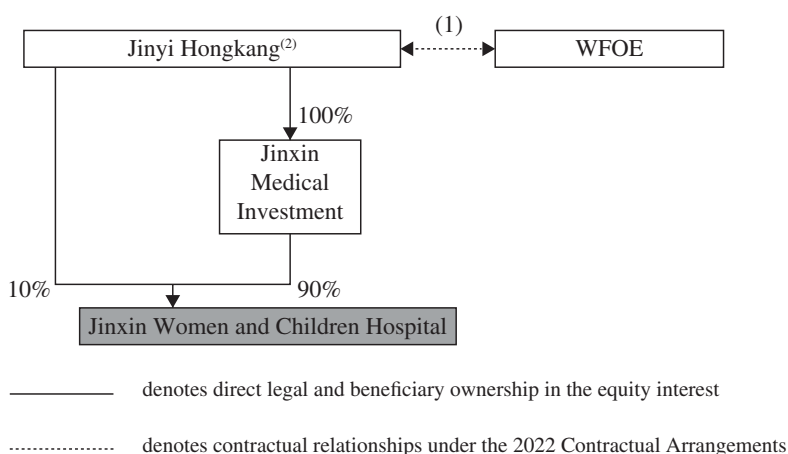 (1)
Jinyi Hongkang(2)
WFOE
100%
Jinxin
Medical
Investment
10%
90%
Jinxin Women and Children Hospital
denotes direct legal and beneficiary ownership in the equity interest
denotes contractual relationships under the 2022 Contractual Arrangements